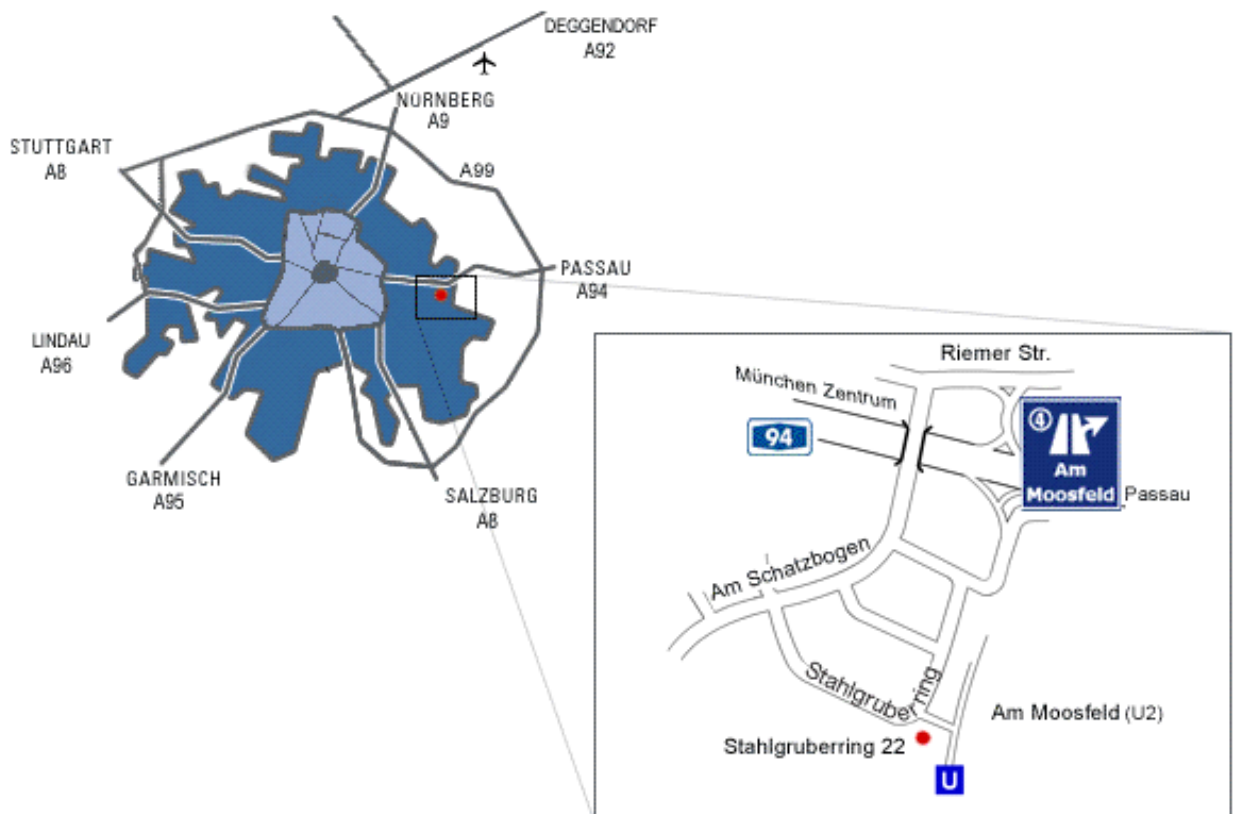 DEGGENDORF
A92
NÜRNBERG
A9
STUTTGART
A8
A99
PASSAU
A94
LINDAU
A96
GARMISCH
A95
SALZBURG
A8
Riemer Str.
München Zentrum
94
4
Am
Moosfeld
Passau
Am Schatzbogen
Stahlgruberring
Am Moosfeld (U2)
Stahlgruberring 22
U